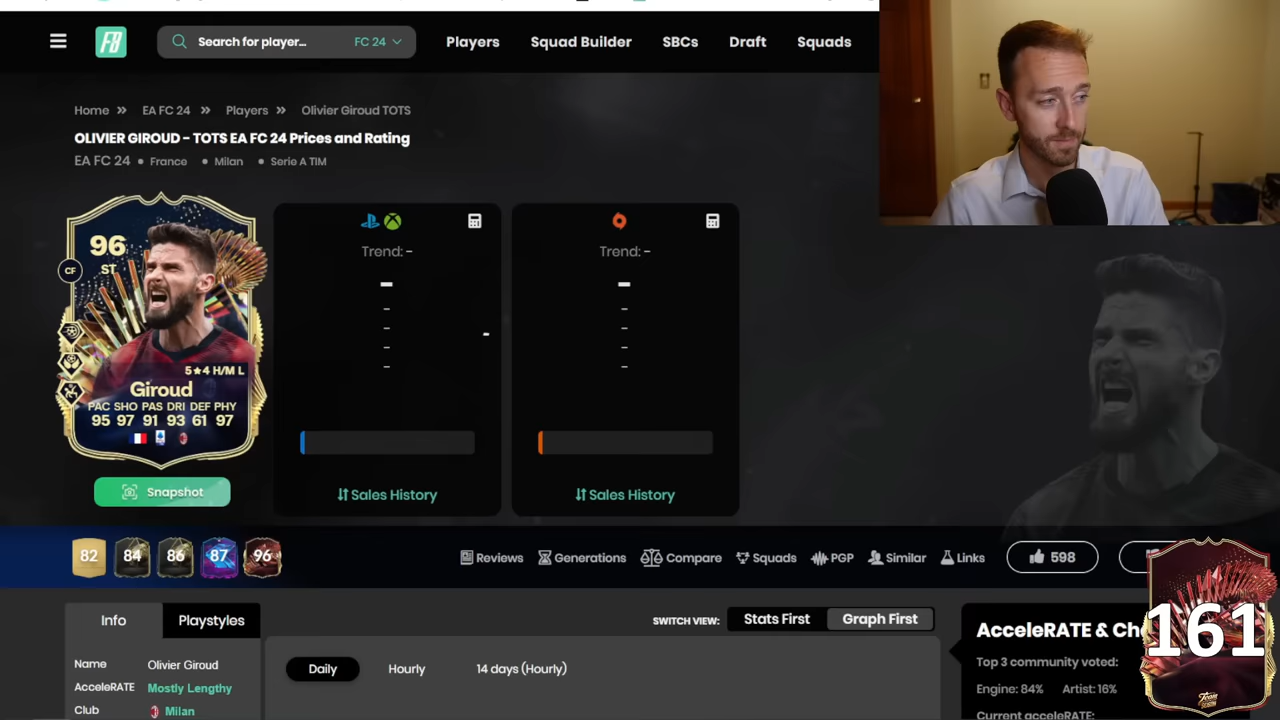 FB
Search for player...
FC 24
Players
Squad Builder
SBCs
Draft
Squads
Home » EA FC 24 » Players » Olivier Giroud TOTS
OLIVIER GIROUD - TOTS EA FC 24 Prices and Rating
EA FC 24 • France • Milan • Serie A TIM
96
ST
CF
5★4 H/M L
Giroud
PAC SHO PAS DRI DEF PHY
95 97 91 93 61 97
Snapshot
Trend: -
-
-
-
-
-
-
Sales History
Trend: -
-
-
-
-
-
Sales History
82
84
86
87
96
Reviews
Generations
Compare
Squads
PGP
Similar
Links
598
161
Info
Playstyles
SWITCH VIEW:
Stats First
Graph First
Name Olivier Giroud
AcceleRATE Mostly Lengthy
Club Milan
Daily
Hourly
14 days (Hourly)
AcceleRATE & Ch
Top 3 community voted:
Engine: 84% Artist: 16%
Current acceleRATE: